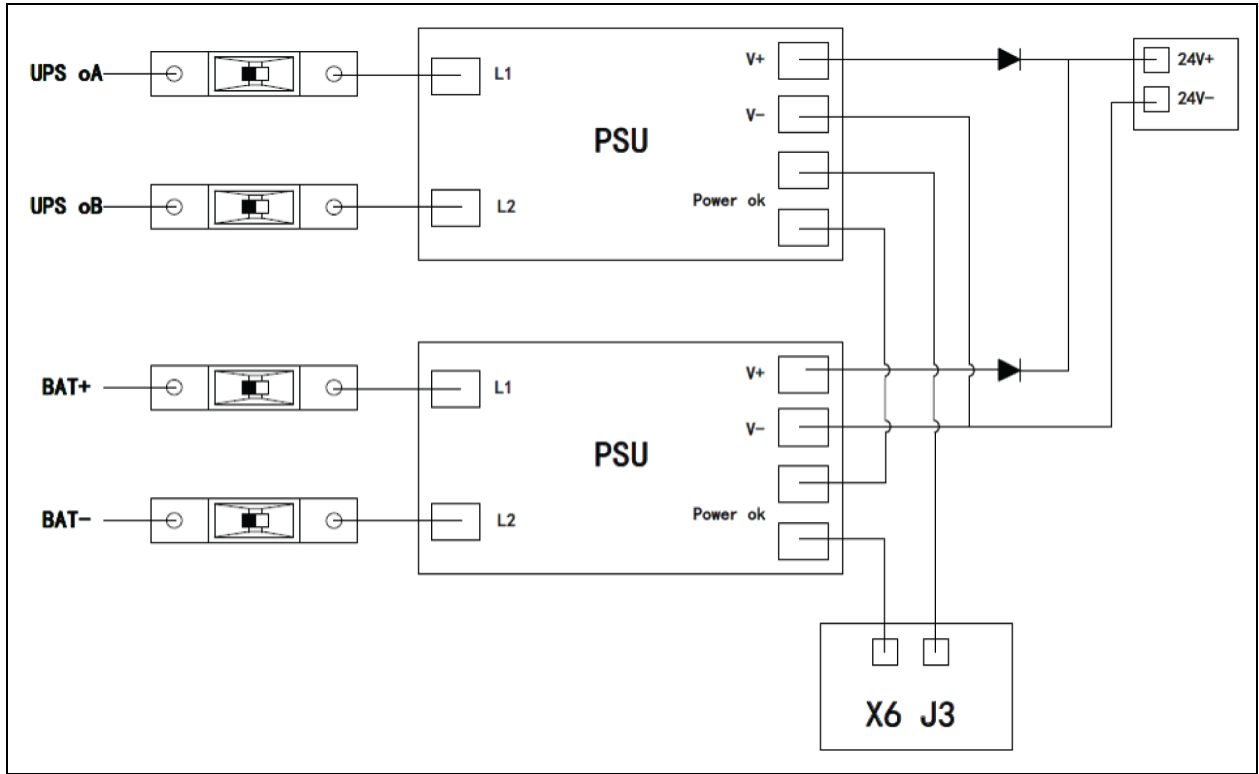 UPS oA
L1
V+
24V+
24V-
V-
PSU
UPS oB
L2
Power ok
BAT+
L1
V+
V-
PSU
BAT-
L2
Power ok
X6 J3